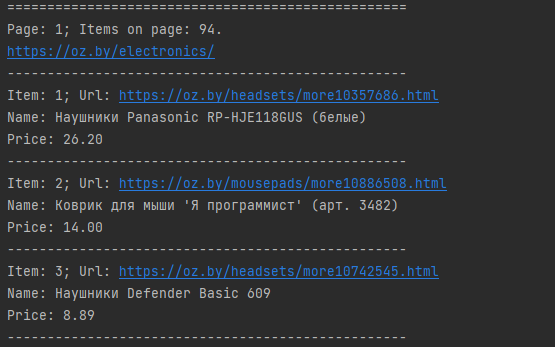 ==================================================
Page: 1; Items on page: 94.
https://oz.by/electronics/
--------------------------------------------------
Item: 1; Url: https://oz.by/headsets/more10357686.html
Name: Наушники Panasonic RP-HJE118GUS (белые)
Price: 26.20
--------------------------------------------------
Item: 2; Url: https://oz.by/mousepads/more10886508.html
Name: Коврик для мыши 'Я программист' (арт. 3482)
Price: 14.00
--------------------------------------------------
Item: 3; Url: https://oz.by/headsets/more10742545.html
Name: Наушники Defender Basic 609
Price: 8.89
--------------------------------------------------